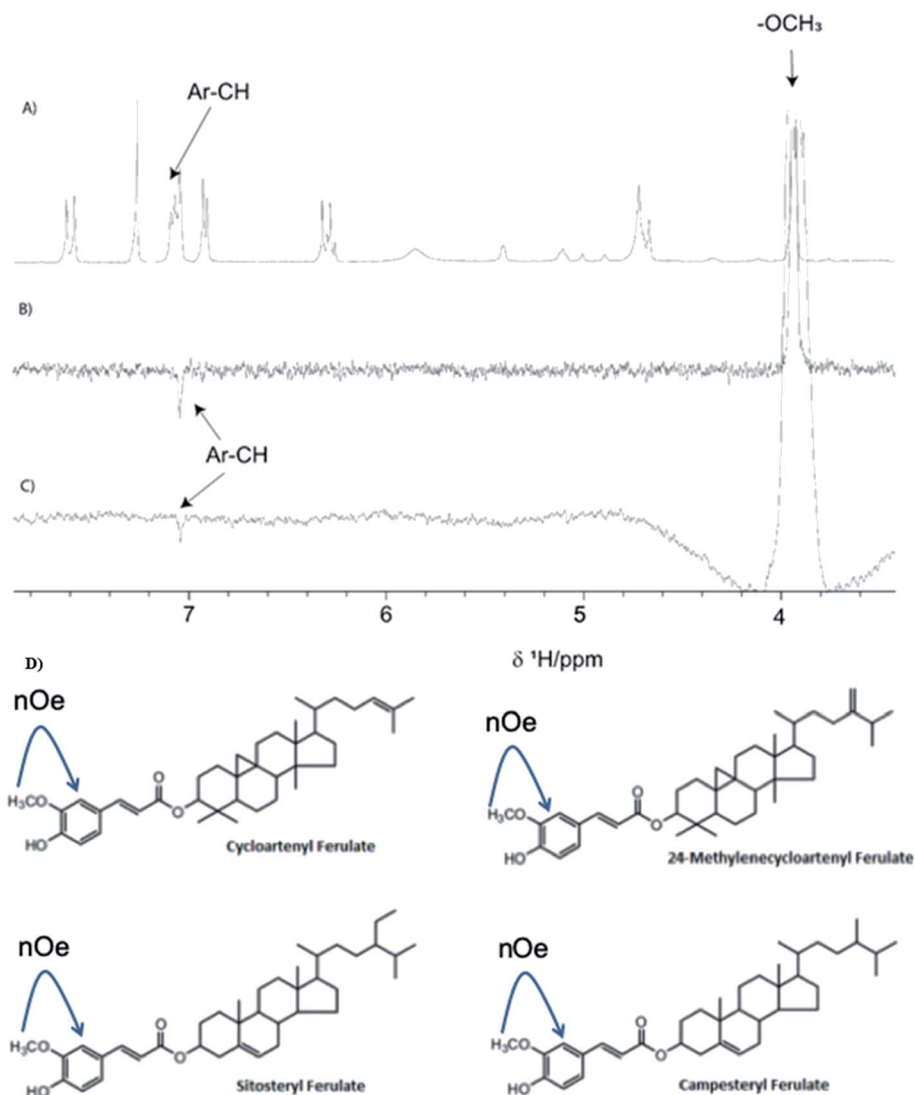 -OCH₃
Ar-CH
A)
B)
Ar-CH
C)
7 6 5 4
δ ¹H/ppm
D)
nOe
H₃CO
HO
O
O
Cycloartenyl Ferulate
nOe
H₃CO
HO
O
O
24-Methylenecycloartenyl Ferulate
nOe
H₃CO
HO
O
O
Sitosteryl Ferulate
nOe
H₃CO
HO
O
O
Campesteryl Ferulate